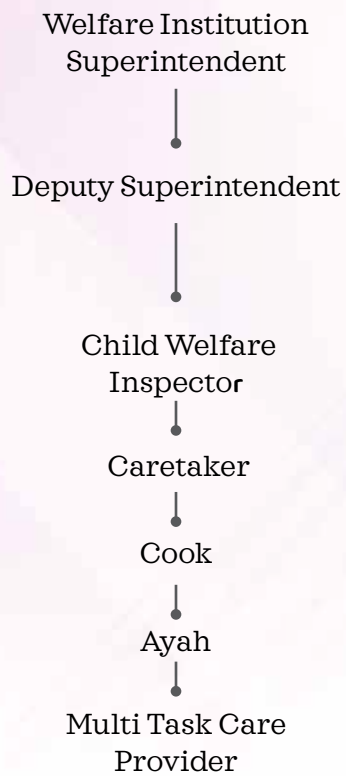 Welfare Institution
Superintendent
Deputy Superintendent
Child Welfare
Inspector
Caretaker
Cook
Ayah
Multi Task Care
Provider